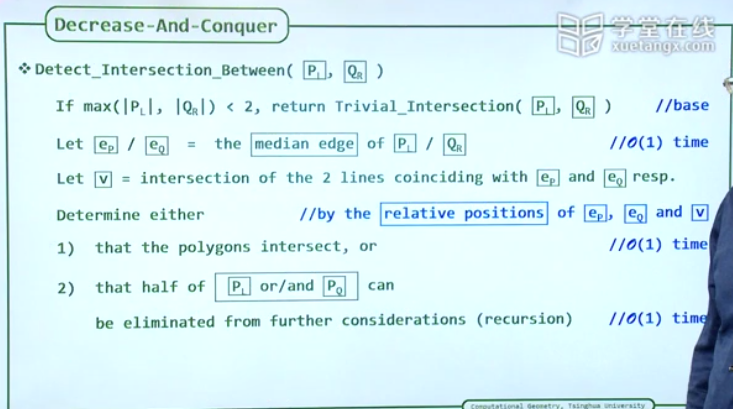 Decrease-And-Conquer
学堂在线
xuetangx.com
❖Detect_Intersection_Between( P_L, Q_R )
If max(|P_L|, |Q_R|) < 2, return Trivial_Intersection( P_L, Q_R ) //base
Let e_P / e_Q = the median edge of P_L / Q_R //O(1) time
Let v = intersection of the 2 lines coinciding with e_P and e_Q resp.
Determine either //by the relative positions of e_P, e_Q and v
1) that the polygons intersect, or //O(1) time
2) that half of P_L or/and P_Q can
be eliminated from further considerations (recursion) //O(1) time
Computational Geometry, Tsinghua University